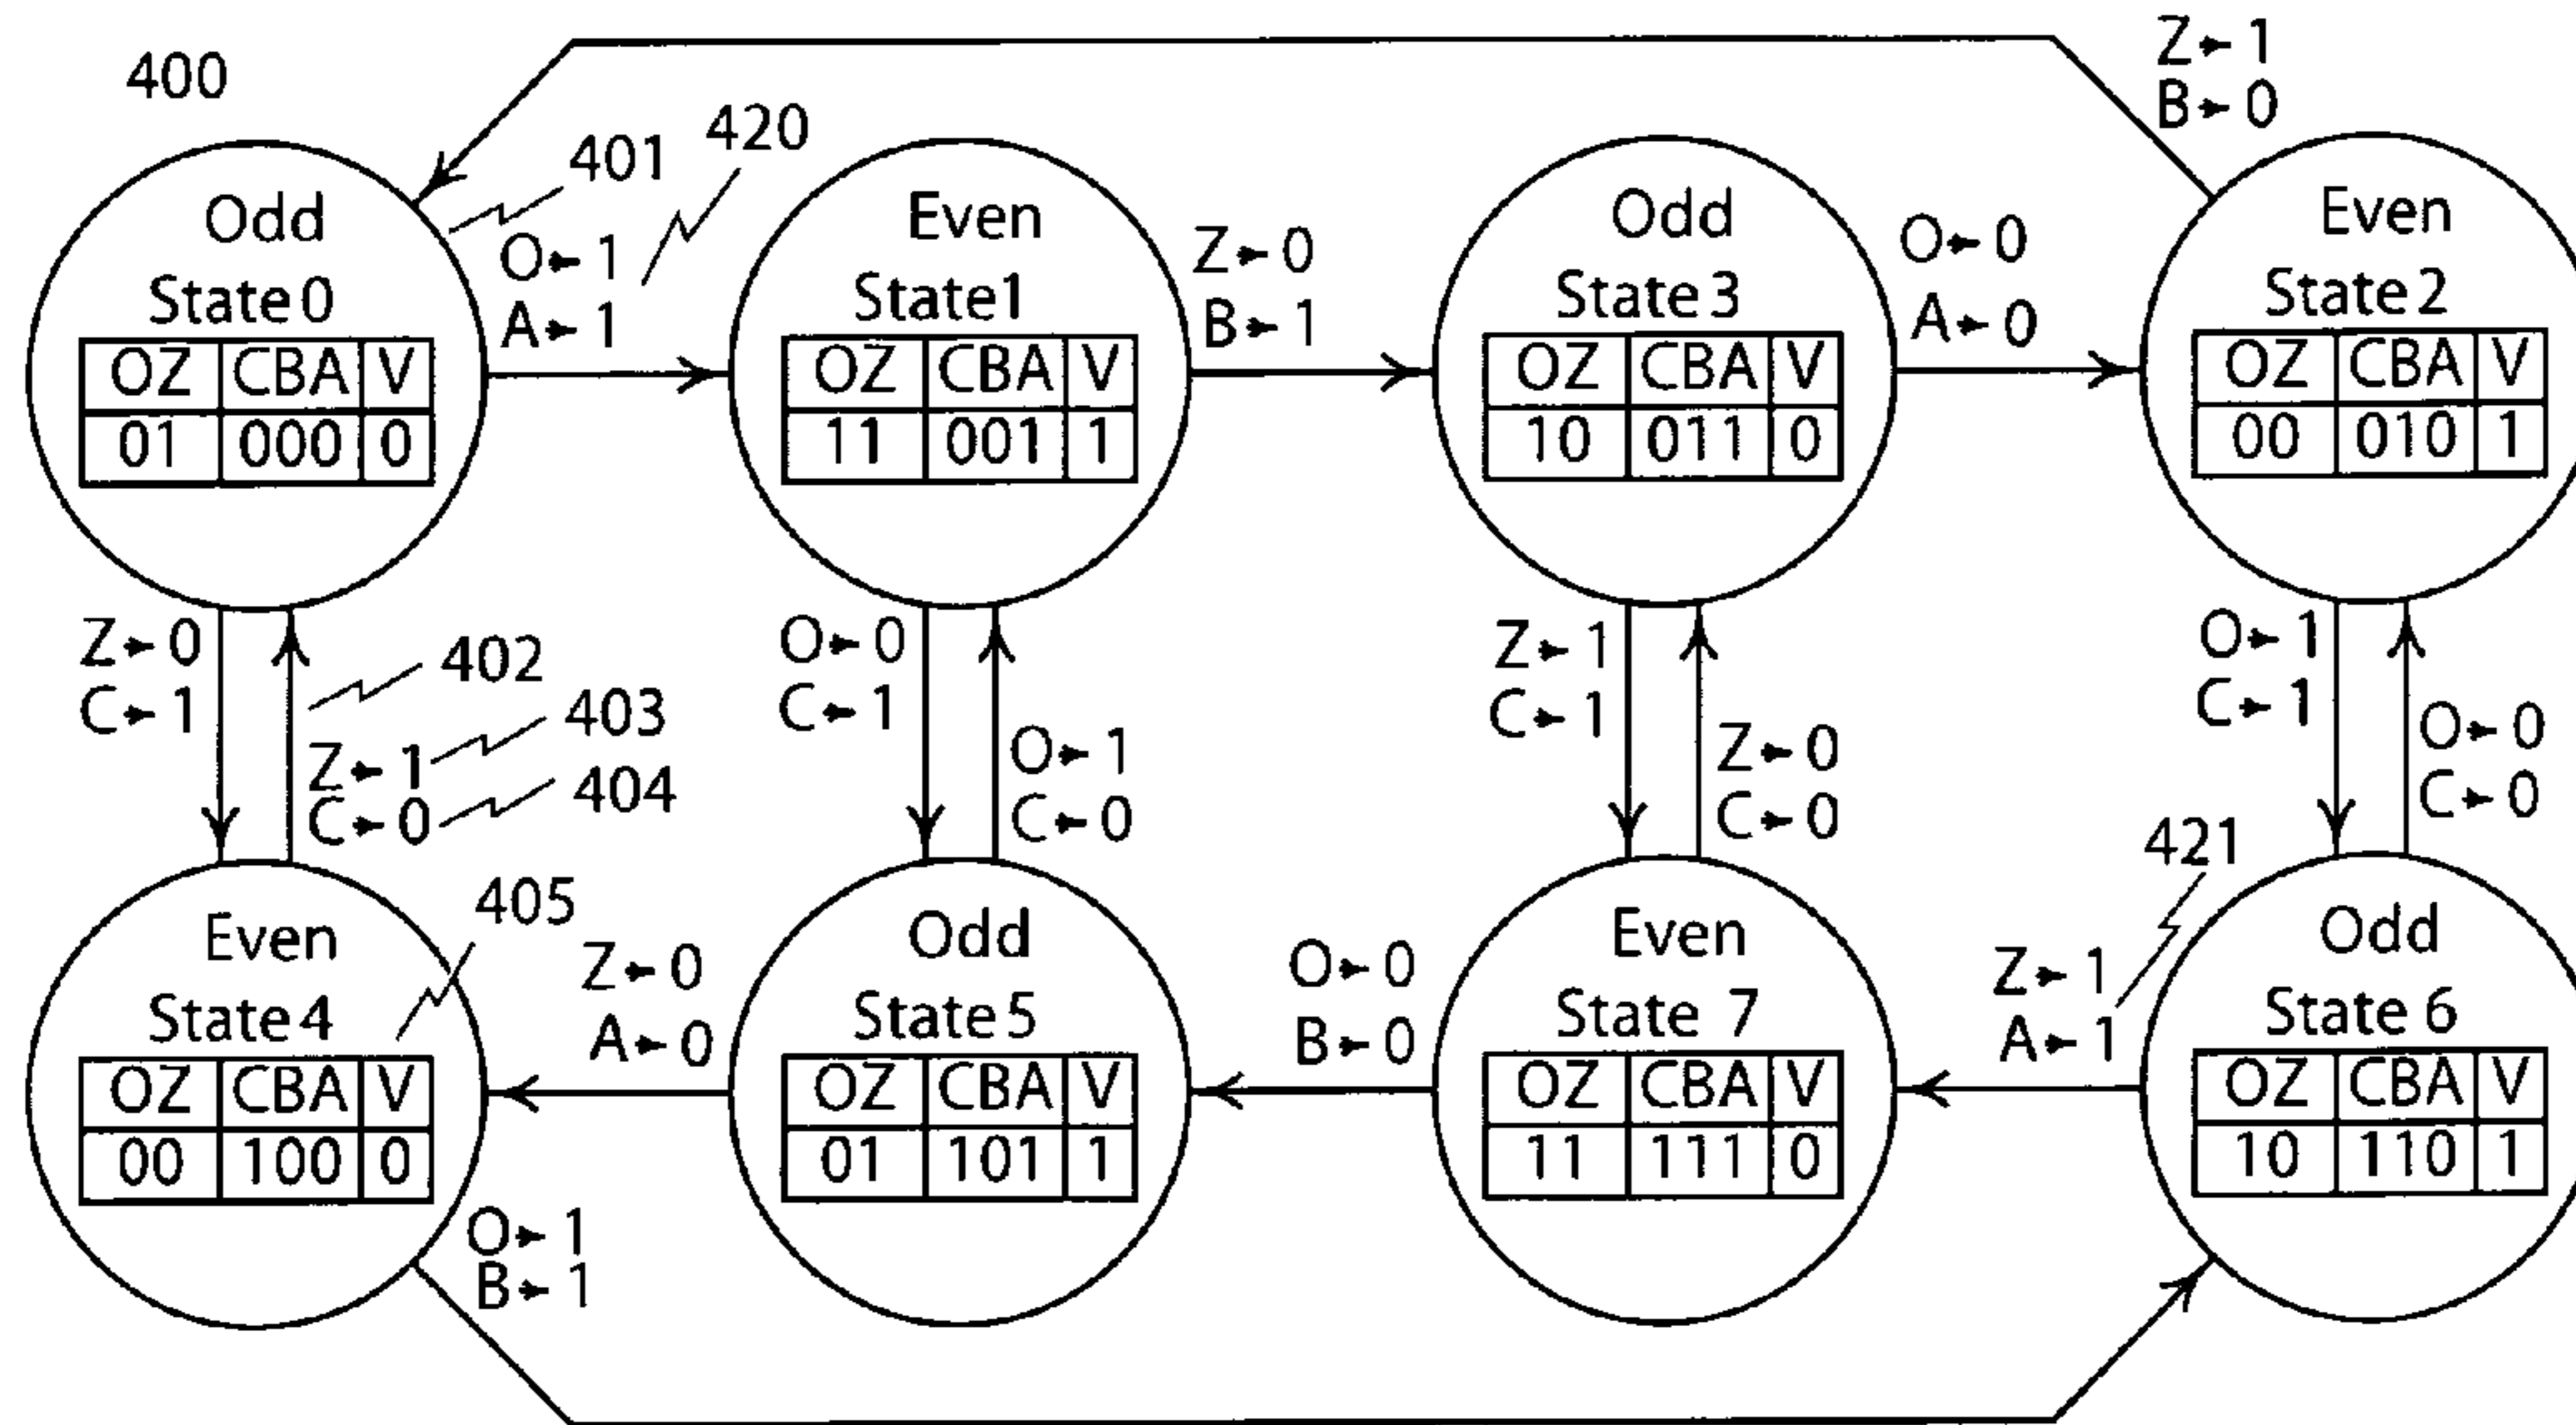 400
Z► 1
B► 0
420
401
Odd
State 0
OZ CBA V
01 000 0
O► 1
A► 1
Even
State1
OZ CBA V
11 001 1
Z► 0
B► 1
Odd
State 3
OZ CBA V
10 011 0
O► 0
A► 0
Even
State 2
OZ CBA V
00 010 1
Z► 0
C► 1
402
403
Z► 1
C► 0
404
O► 0
C► 1
O► 1
C► 0
Z► 1
C► 1
Z► 0
C► 0
O► 1
C► 1
O► 0
C► 0
421
405
Even
State 4
OZ CBA V
00 100 0
Z► 0
A► 0
Odd
State 5
OZ CBA V
01 101 1
O► 0
B► 0
Even
State 7
OZ CBA V
11 111 0
Z► 1
A► 1
Odd
State 6
OZ CBA V
10 110 1
O► 1
B► 1